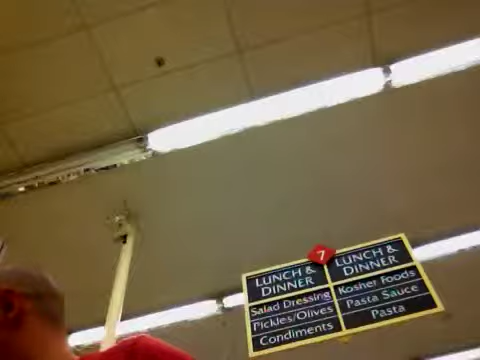 7
LUNCH &
DINNER
Salad Dressing
Pickles/Olives
Condiments
LUNCH &
DINNER
Kosher Foods
Pasta Sauce
Pasta